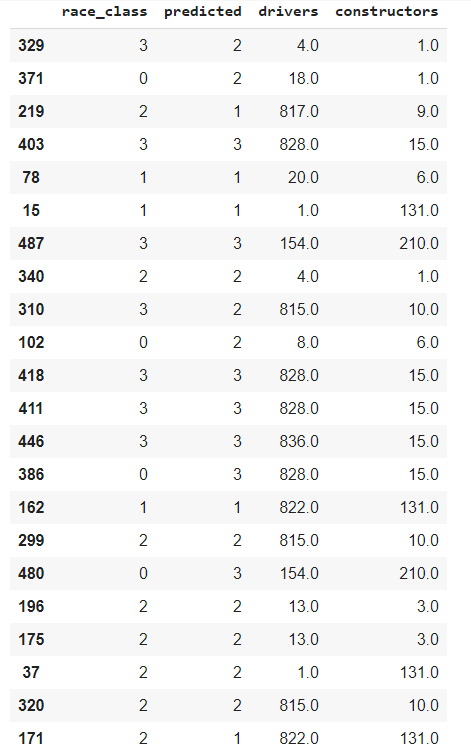 race_class predicted drivers constructors
329 3 2 4.0 1.0
371 0 2 18.0 1.0
219 2 1 817.0 9.0
403 3 3 828.0 15.0
78 1 1 20.0 6.0
15 1 1 1.0 131.0
487 3 3 154.0 210.0
340 2 2 4.0 1.0
310 3 2 815.0 10.0
102 0 2 8.0 6.0
418 3 3 828.0 15.0
411 3 3 828.0 15.0
446 3 3 836.0 15.0
386 0 3 828.0 15.0
162 1 1 822.0 131.0
299 2 2 815.0 10.0
480 0 3 154.0 210.0
196 2 2 13.0 3.0
175 2 2 13.0 3.0
37 2 2 1.0 131.0
320 2 2 815.0 10.0
171 2 1 822.0 131.0